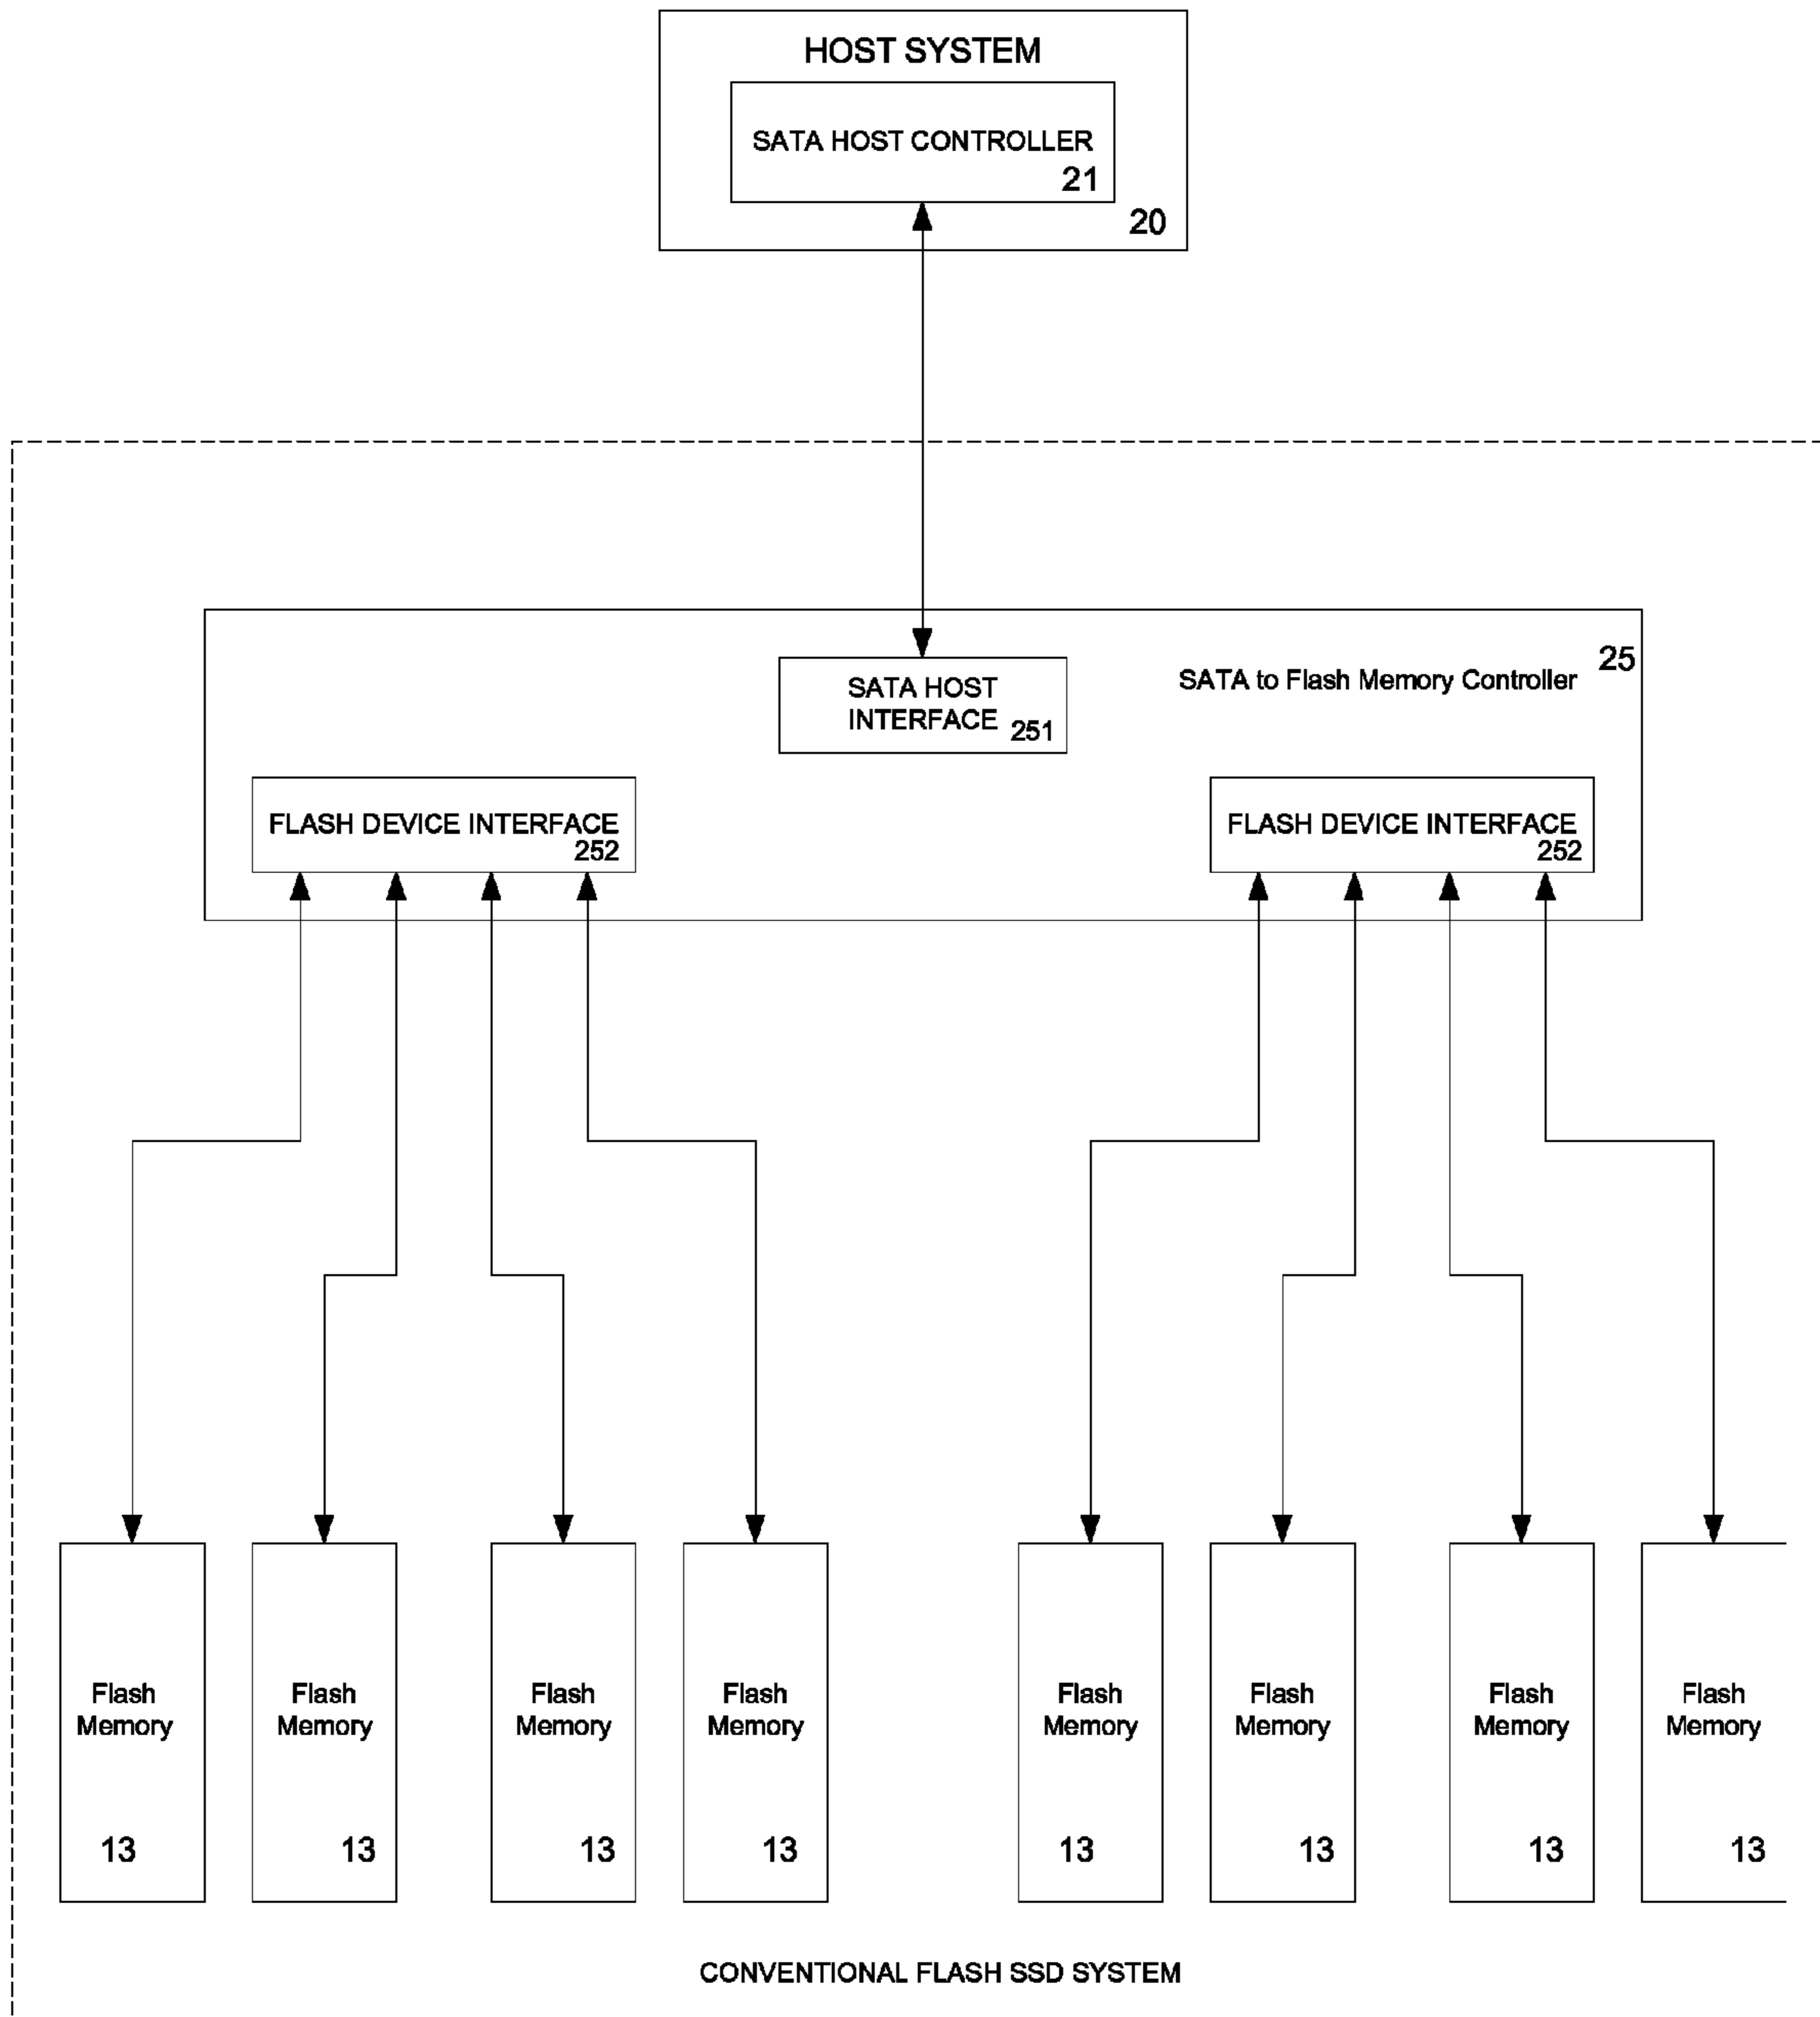 HOST SYSTEM
SATA HOST CONTROLLER
21
20
25
SATA to Flash Memory Controller
SATA HOST
INTERFACE
251
FLASH DEVICE INTERFACE
252
FLASH DEVICE INTERFACE
252
Flash
Memory
13
Flash
Memory
13
Flash
Memory
13
Flash
Memory
13
Flash
Memory
13
Flash
Memory
13
Flash
Memory
13
Flash
Memory
13
CONVENTIONAL FLASH SSD SYSTEM